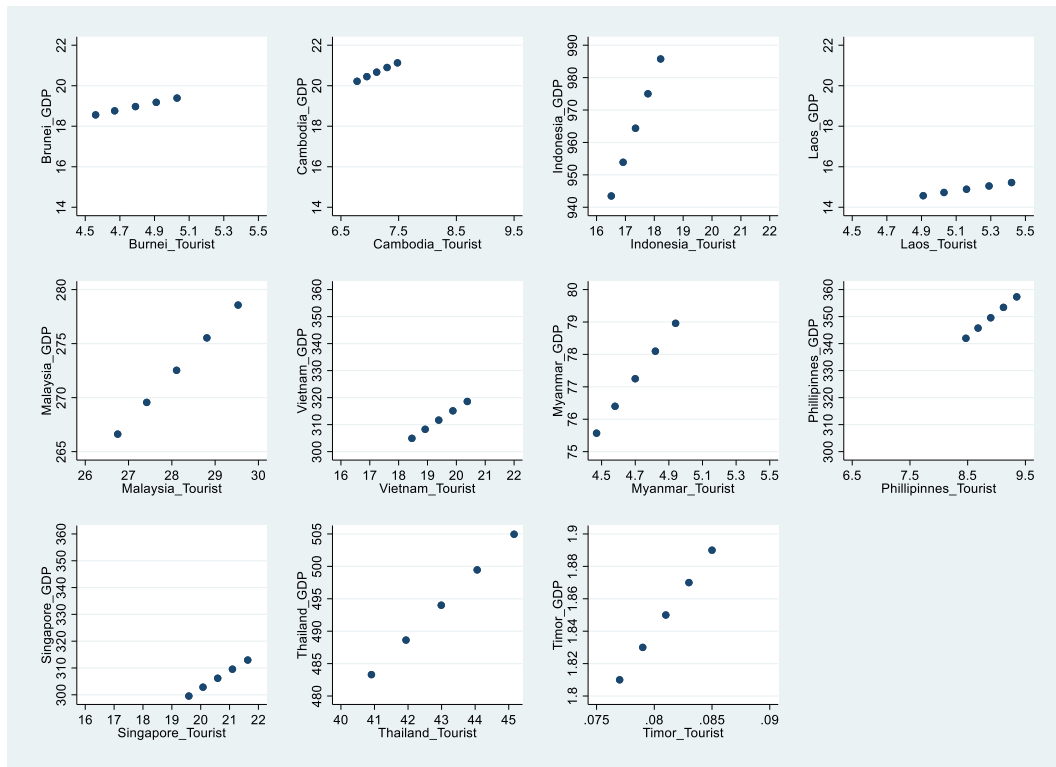 Brunei_GDP
14 16 18 20 22
4.5 4.7 4.9 5.1 5.3 5.5
Burnei_Tourist
Cambodia_GDP
14 16 18 20 22
6.5 7.5 8.5 9.5
Cambodia_Tourist
Indonesia_GDP
940 950 960 970 980 990
16 17 18 19 20 21 22
Indonesia_Tourist
Laos_GDP
14 16 18 20 22
4.5 4.7 4.9 5.1 5.3 5.5
Laos_Tourist
Malaysia_GDP
265 270 275 280
26 27 28 29 30
Malaysia_Tourist
Vietnam_GDP
300 310 320 330 340 350 360
16 17 18 19 20 21 22
Vietnam_Tourist
Myanmar_GDP
75 76 77 78 79 80
4.5 4.7 4.9 5.1 5.3 5.5
Myanmar_Tourist
Phillipinnes_GDP
300 310 320 330 340 350 360
6.5 7.5 8.5 9.5
Phillipinnes_Tourist
Singapore_GDP
300 310 320 330 340 350 360
16 17 18 19 20 21 22
Singapore_Tourist
Thailand_GDP
480 485 490 495 500 505
40 41 42 43 44 45
Thailand_Tourist
Timor_GDP
1.8 1.82 1.84 1.86 1.88 1.9
.075 .08 .085 .09
Timor_Tourist